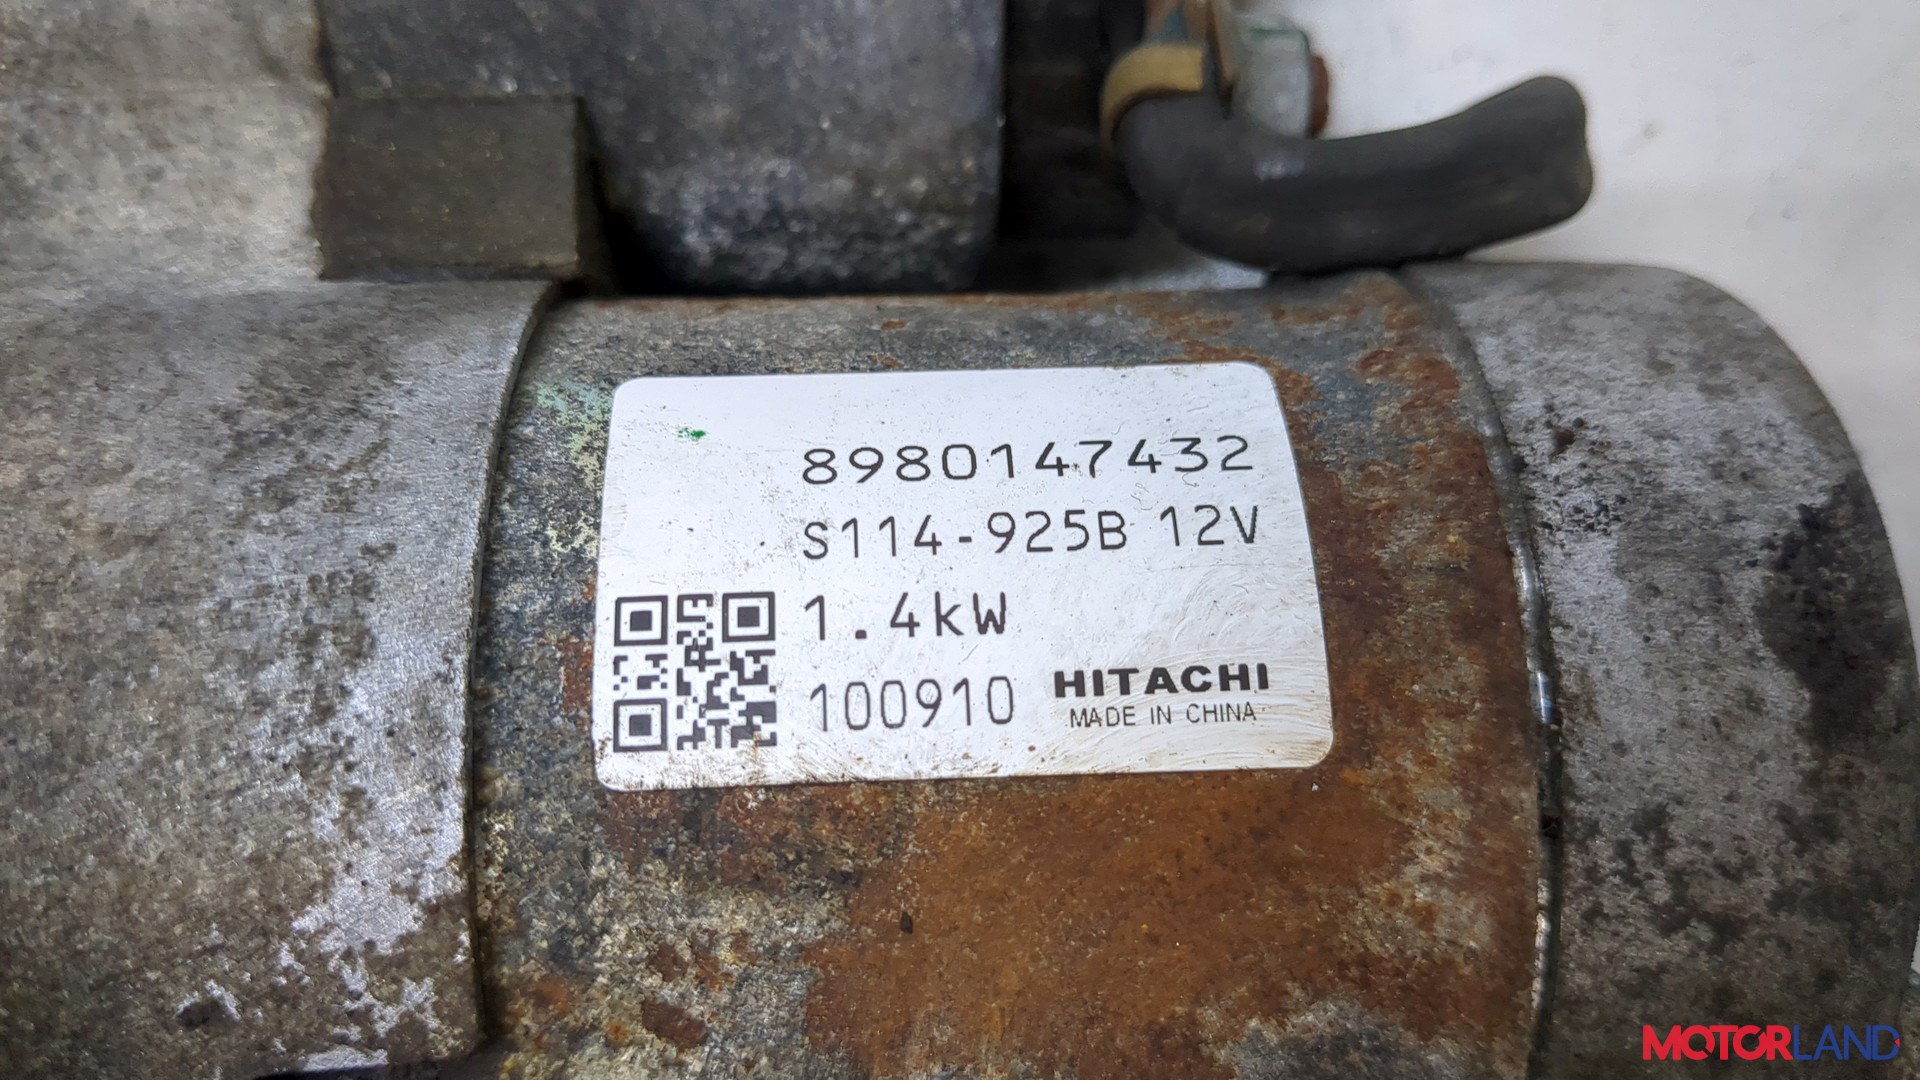 8980147432
S114-925B 12V
1.4kW
100910 HITACHI
MADE IN CHINA
MOTORLAND